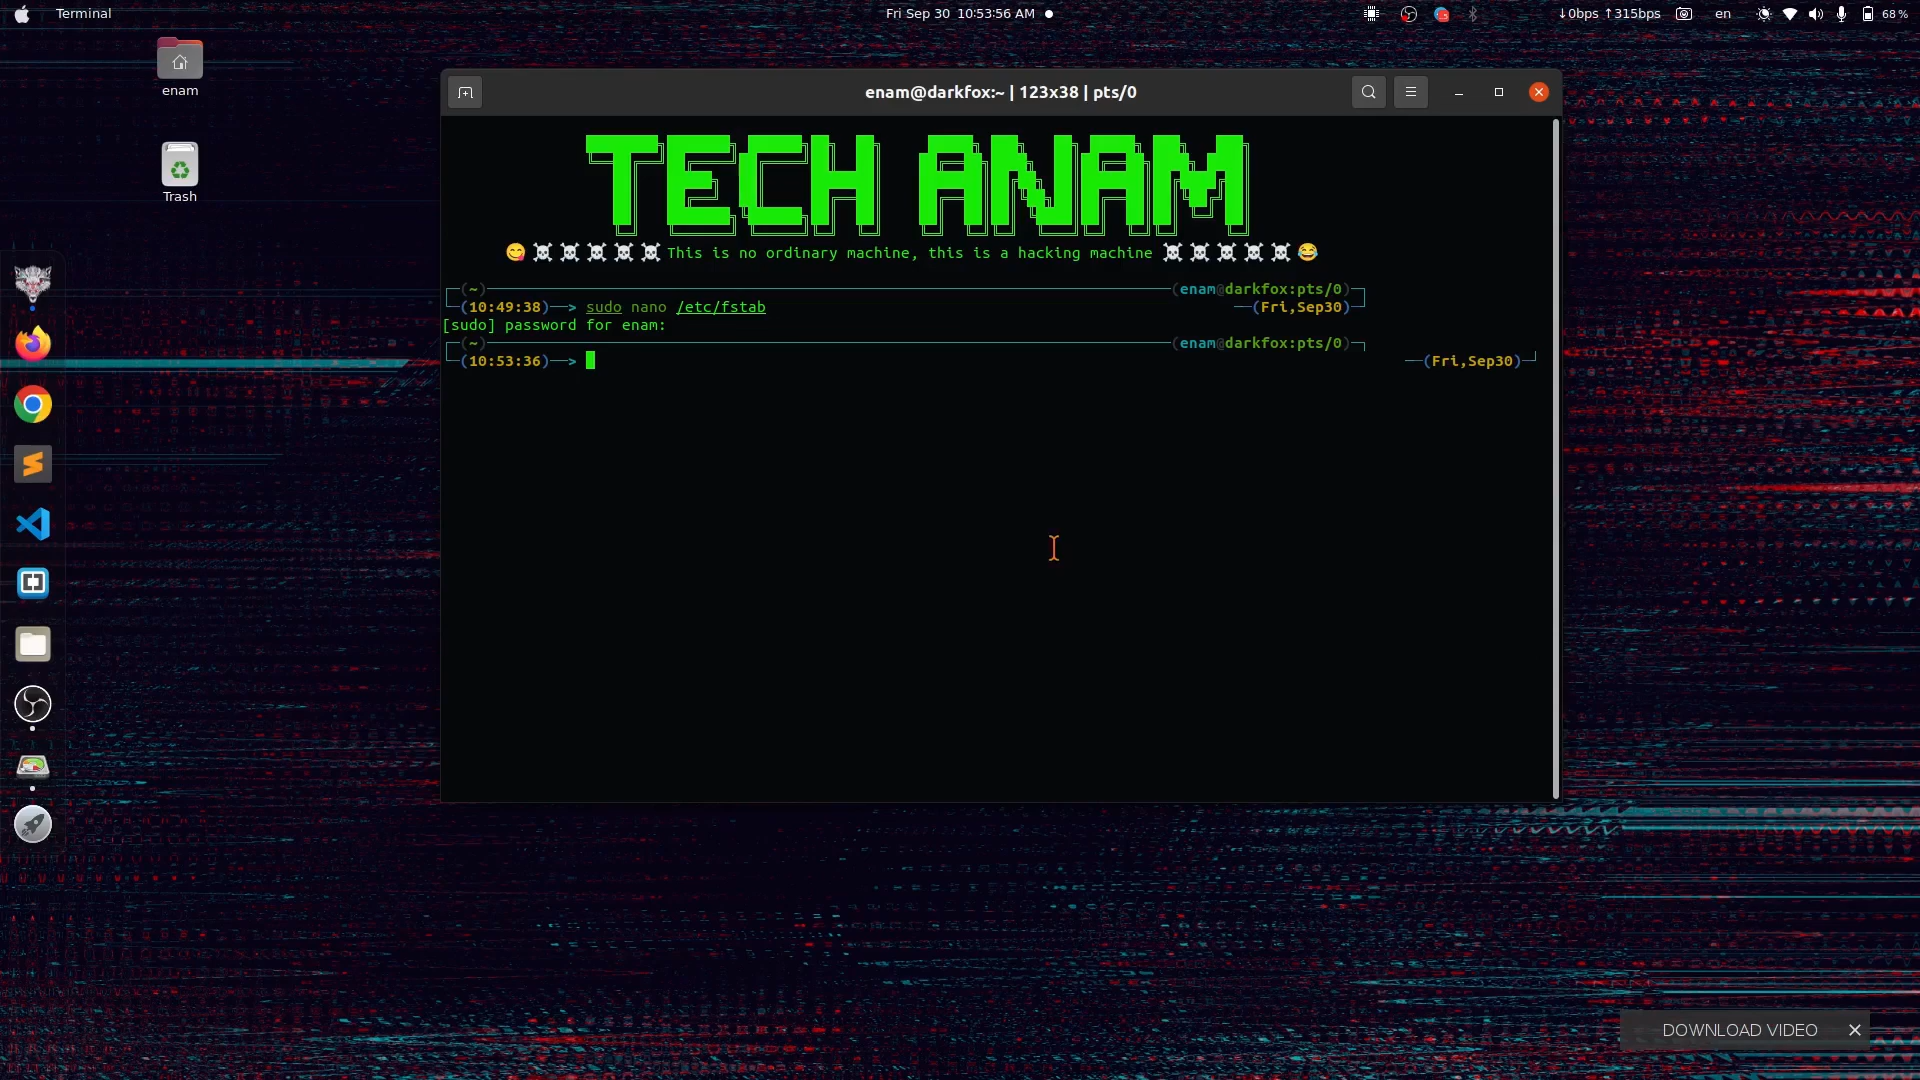 Terminal
Fri Sep 30 10:53:56 AM
↓0bps ↑315bps
en
68 %
enam
Trash
enam@darkfox:~ | 123x38 | pts/0
TECH ANAM
😋 ☠ ☠ ☠ ☠ ☠ This is no ordinary machine, this is a hacking machine ☠ ☠ ☠ ☠ ☠ 😂
┌─(~)─(enam@darkfox:pts/0)─┐
└─(10:49:38)──> sudo nano /etc/fstab ──(Fri,Sep30)─┘
[sudo] password for enam:
┌─(~)─(enam@darkfox:pts/0)─┐
└─(10:53:36)──> ──(Fri,Sep30)─┘
DOWNLOAD VIDEO ✕